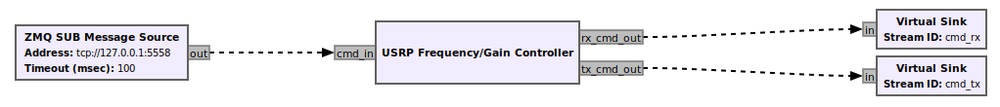 ZMQ SUB Message Source
Address: tcp://127.0.0.1:5558
Timeout (msec): 100
out
cmd_in
USRP Frequency/Gain Controller
rx_cmd_out
tx_cmd_out
in
Virtual Sink
Stream ID: cmd_rx
in
Virtual Sink
Stream ID: cmd_tx